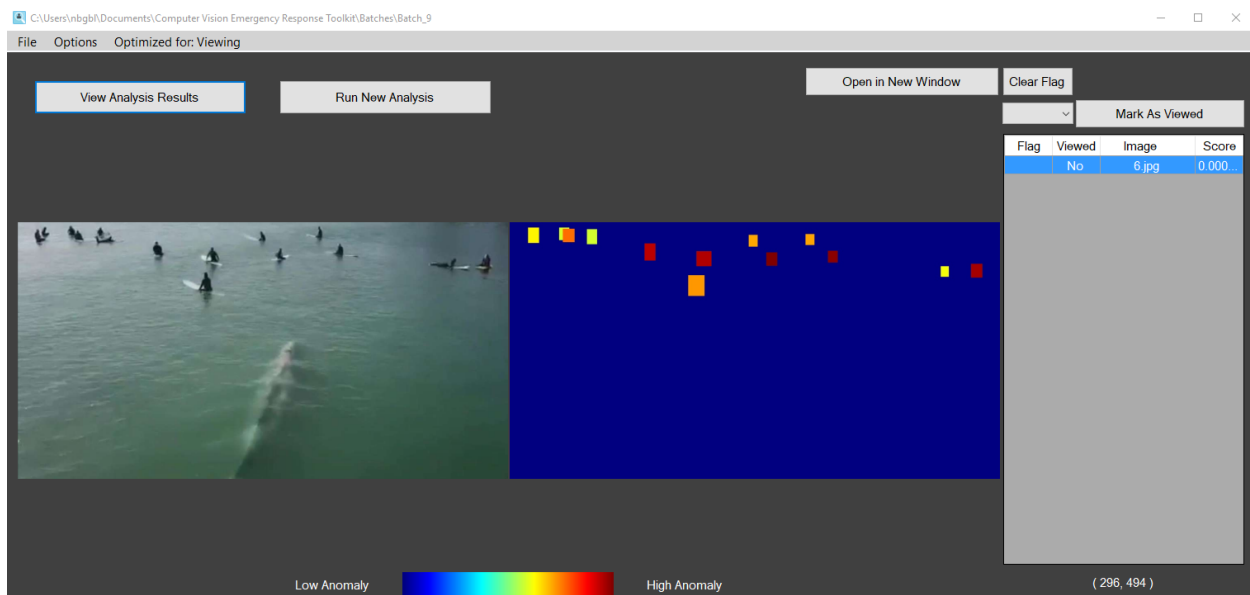 C:\Users\nbgbl\Documents\Computer Vision Emergency Response Toolkit\Batches\Batch_9
File Options Optimized for: Viewing
View Analysis Results Run New Analysis Open in New Window Clear Flag
Mark As Viewed
Flag Viewed Image Score
No 6.jpg 0.000...
Low Anomaly High Anomaly ( 296, 494 )